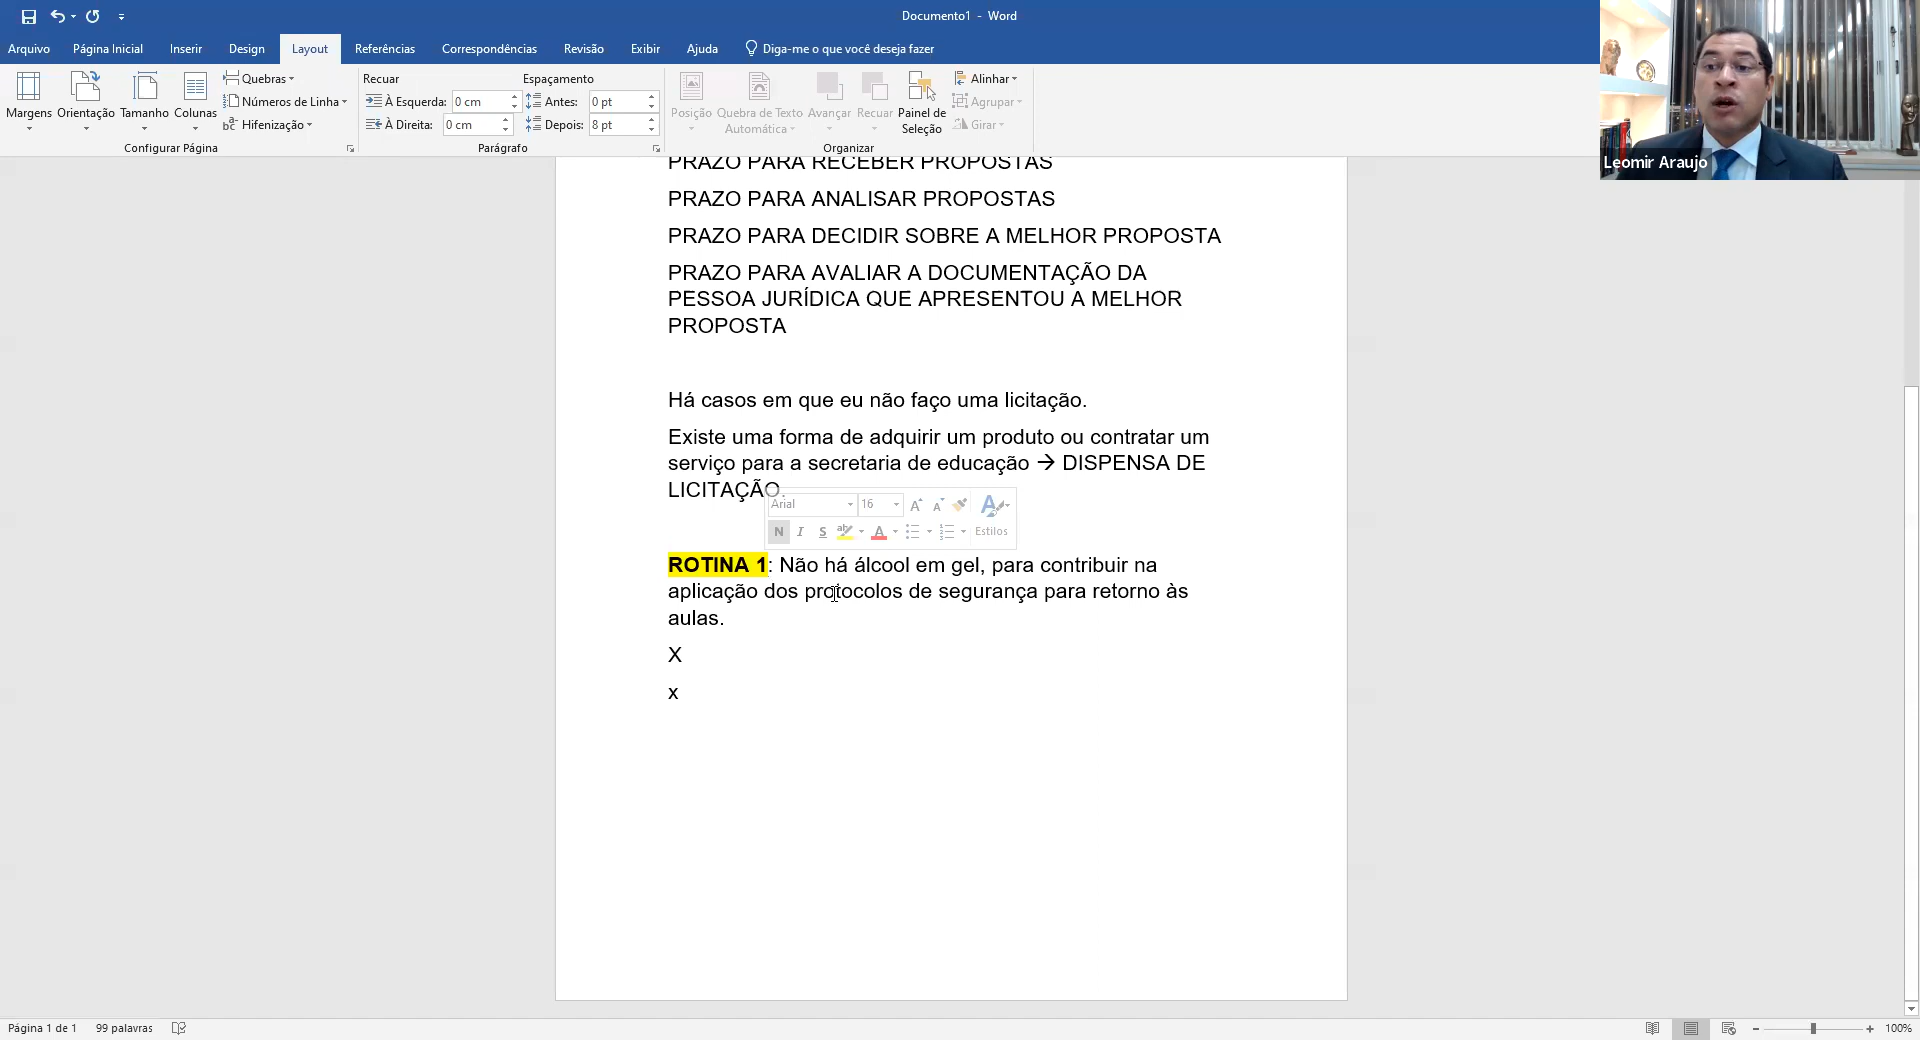 Documento1 - Word
Arquivo Página Inicial Inserir Design Layout Referências Correspondências Revisão Exibir Ajuda Diga-me o que você deseja fazer
Margens Orientação Tamanho Colunas
Quebras
Números de Linha
Hifenização
Configurar Página
Recuar Espaçamento
À Esquerda: 0 cm Antes: 0 pt
À Direita: 0 cm Depois: 8 pt
Parágrafo
Posição Quebra de Texto Automática Avançar Recuar Painel de Seleção
Alinhar
Agrupar
Girar
Organizar
Leomir Araujo
PRAZO PARA RECEBER PROPOSTAS
PRAZO PARA ANALISAR PROPOSTAS
PRAZO PARA DECIDIR SOBRE A MELHOR PROPOSTA
PRAZO PARA AVALIAR A DOCUMENTAÇÃO DA
PESSOA JURÍDICA QUE APRESENTOU A MELHOR
PROPOSTA
Há casos em que eu não faço uma licitação.
Existe uma forma de adquirir um produto ou contratar um
serviço para a secretaria de educação → DISPENSA DE
LICITAÇÃO.
Arial 16
N I S Estilos
ROTINA 1: Não há álcool em gel, para contribuir na
aplicação dos protocolos de segurança para retorno às
aulas.
X
x
Página 1 de 1 99 palavras 100%